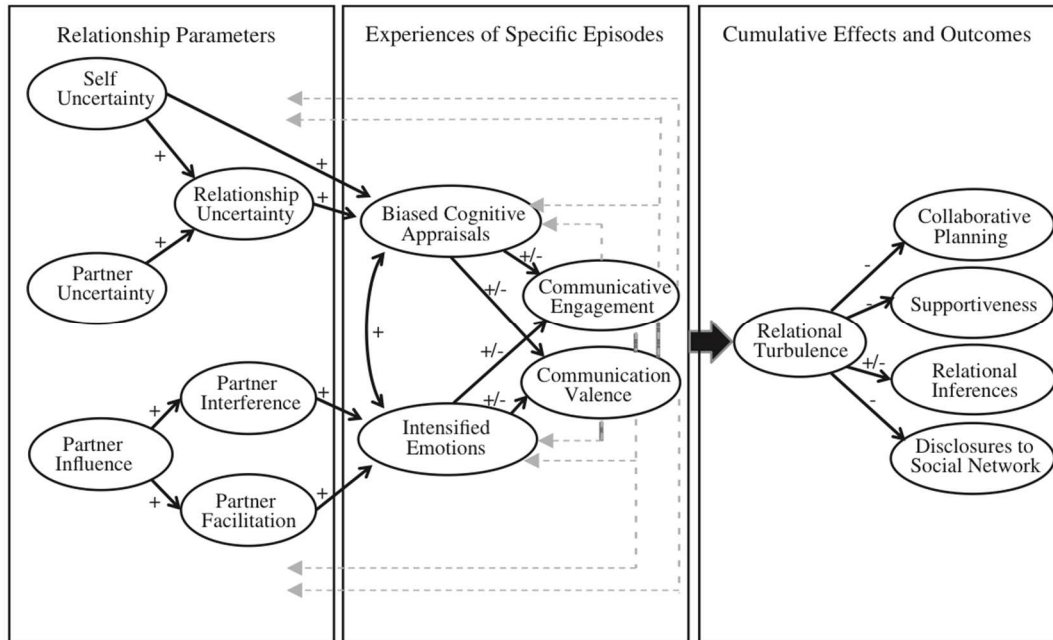 Relationship Parameters
Self
Uncertainty
+
Relationship
Uncertainty
+
Partner
Uncertainty
+
+
Partner
Interference
+
Partner
Influence
+
+
Partner
Facilitation
+
Experiences of Specific Episodes
Biased Cognitive
Appraisals
+/-
+/-
Communicative
Engagement
+
+/-
Communication
Valence
+/-
Intensified
Emotions
Cumulative Effects and Outcomes
Relational
Turbulence
-
Collaborative
Planning
-
Supportiveness
+/-
Relational
Inferences
-
Disclosures to
Social Network